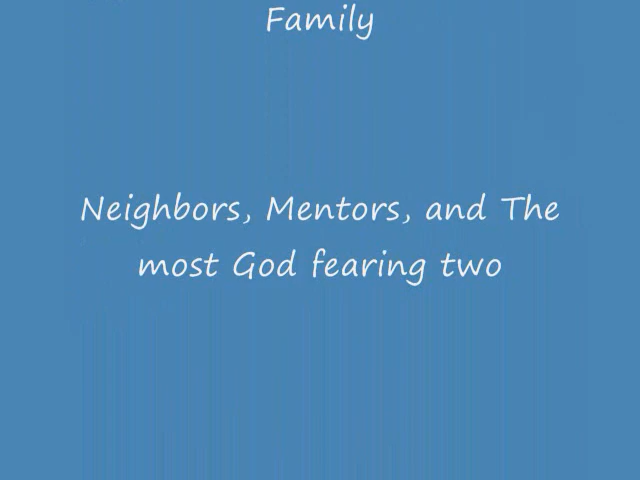 Family
Neighbors, Mentors, and The
most God fearing two